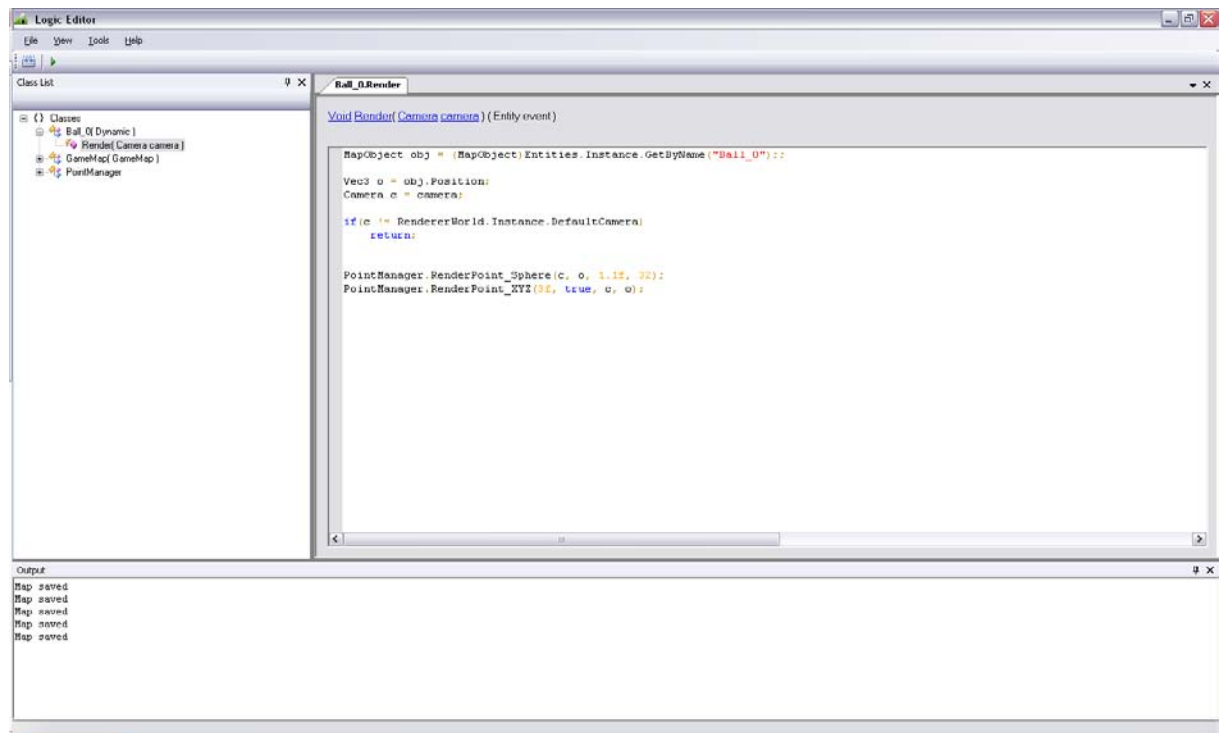 Logic Editor
File View Tools Help
Class List
Classes
Ball_0( Dynamic )
Render( Camera camera )
GameMap( GameMap )
PointManager
Ball_0.Render
Void Render( Camera camera ) ( Entity event )
MapObject obj = (MapObject)Entities.Instance.GetByName("Ball_0");;
Vec3 o = obj.Position;
Camera c = camera;
if(c != RendererWorld.Instance.DefaultCamera)
return;
PointManager.RenderPoint_Sphere(c, o, 1.1f, 32);
PointManager.RenderPoint_XYZ(3f, true, c, o);
Output
Map saved
Map saved
Map saved
Map saved
Map saved